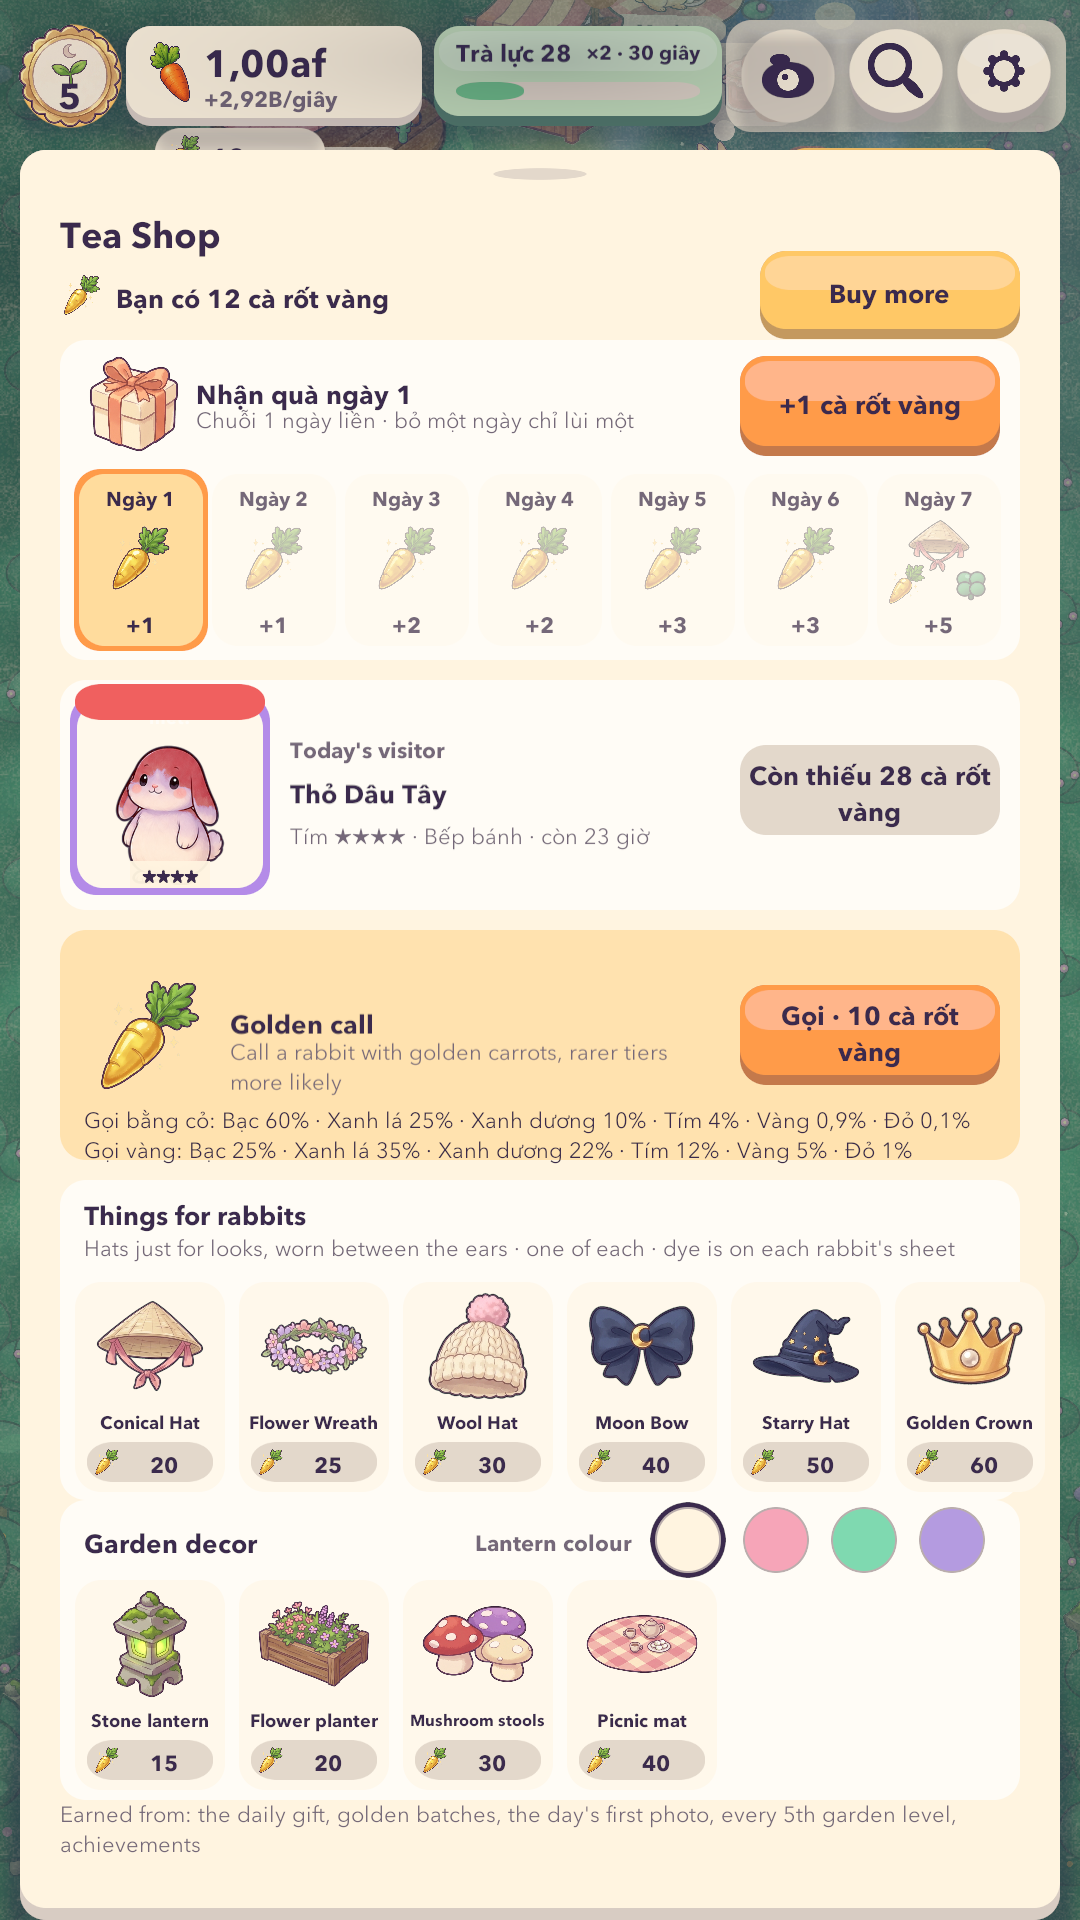 5
1,00af
+2,92B/giây
Trà lực 28 ×2 · 30 giây
Tea Shop
Bạn có 12 cà rốt vàng
Buy more
Nhận quà ngày 1
Chuỗi 1 ngày liền · bỏ một ngày chỉ lùi một
+1 cà rốt vàng
Ngày 1 Ngày 2 Ngày 3 Ngày 4 Ngày 5 Ngày 6 Ngày 7
+1 +1 +2 +2 +3 +3 +5
Today's visitor
Thỏ Dâu Tây
Tím ★★★★ · Bếp bánh · còn 23 giờ
★★★★
Còn thiếu 28 cà rốt
vàng
Golden call
Call a rabbit with golden carrots, rarer tiers
more likely
Gọi · 10 cà rốt
vàng
Gọi bằng cỏ: Bạc 60% · Xanh lá 25% · Xanh dương 10% · Tím 4% · Vàng 0,9% · Đỏ 0,1%
Gọi vàng: Bạc 25% · Xanh lá 35% · Xanh dương 22% · Tím 12% · Vàng 5% · Đỏ 1%
Things for rabbits
Hats just for looks, worn between the ears · one of each · dye is on each rabbit's sheet
Conical Hat Flower Wreath Wool Hat Moon Bow Starry Hat Golden Crown
20 25 30 40 50 60
Garden decor
Lantern colour
Stone lantern Flower planter Mushroom stools Picnic mat
15 20 30 40
Earned from: the daily gift, golden batches, the day's first photo, every 5th garden level,
achievements